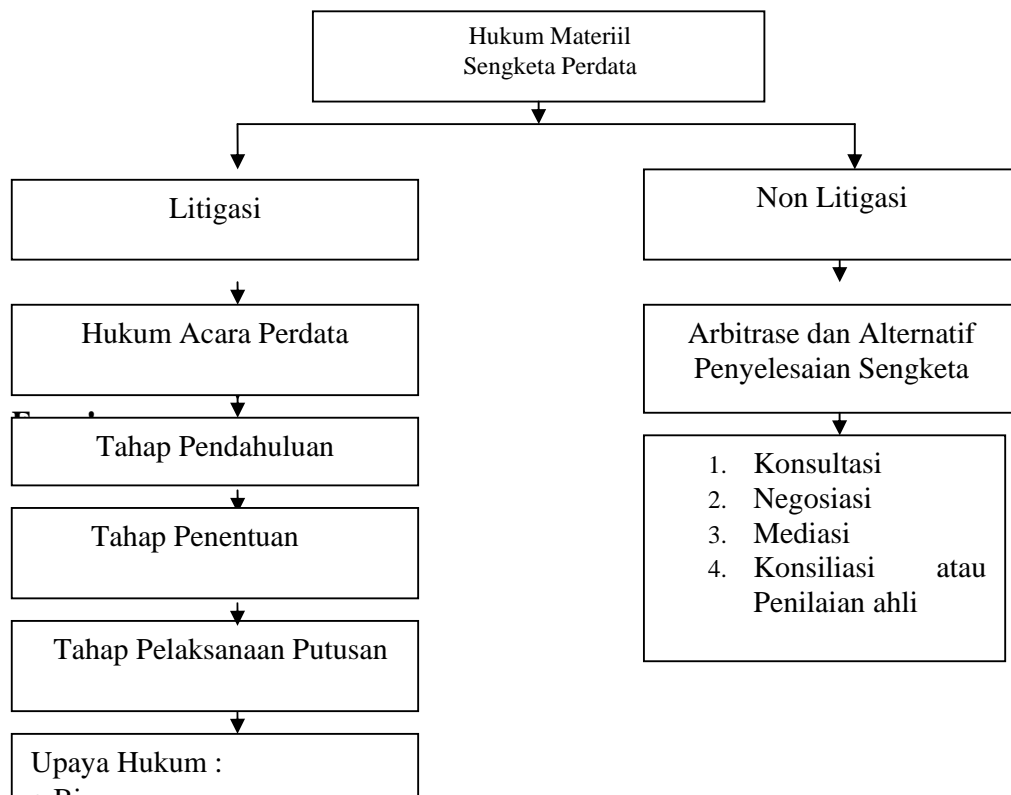 Hukum Materiil
Sengketa Perdata
Litigasi
Non Litigasi
Hukum Acara Perdata
Arbitrase dan Alternatif
Penyelesaian Sengketa
Tahap Pendahuluan
1. Konsultasi
2. Negosiasi
3. Mediasi
4. Konsiliasi atau
Penilaian ahli
Tahap Penentuan
Tahap Pelaksanaan Putusan
Upaya Hukum :